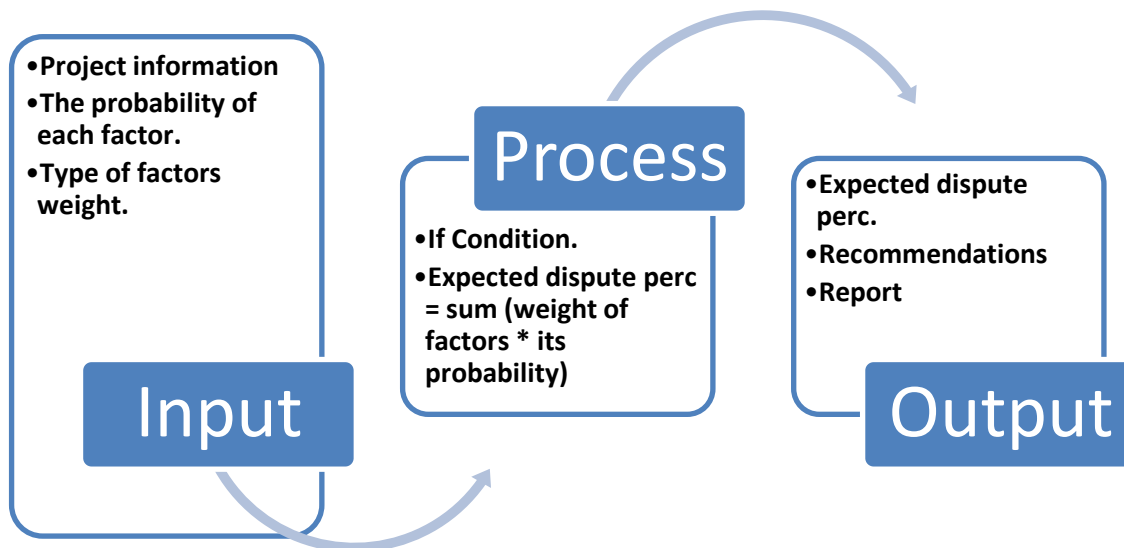 •Project information
•The probability of
each factor.
•Type of factors
weight.
Input
Process
•If Condition.
•Expected dispute perc
= sum (weight of
factors * its
probability)
•Expected dispute
perc.
•Recommendations
•Report
Output